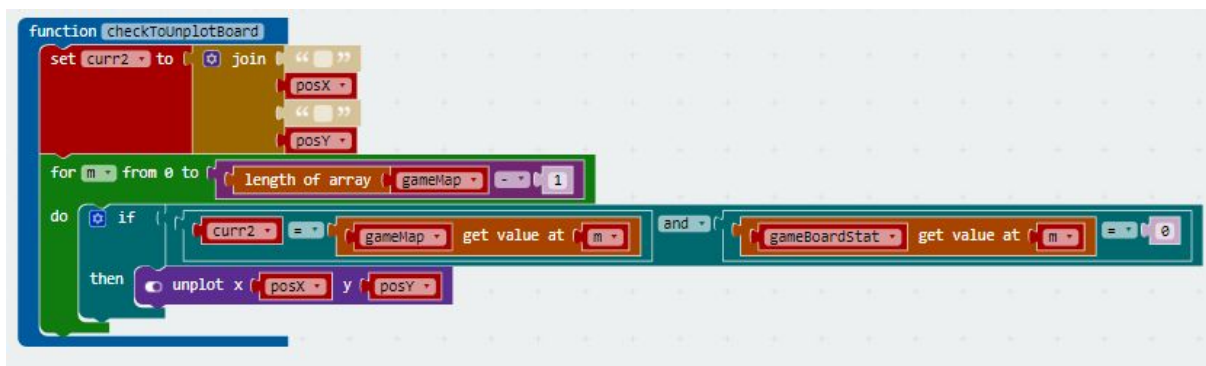 function checkToUnplotBoard
set curr2 to join “ ”
posX
“ ”
posY
for m from 0 to length of array gameMap - 1
do if curr2 = gameMap get value at m and gameBoardStat get value at m = 0
then unplot x posX y posY